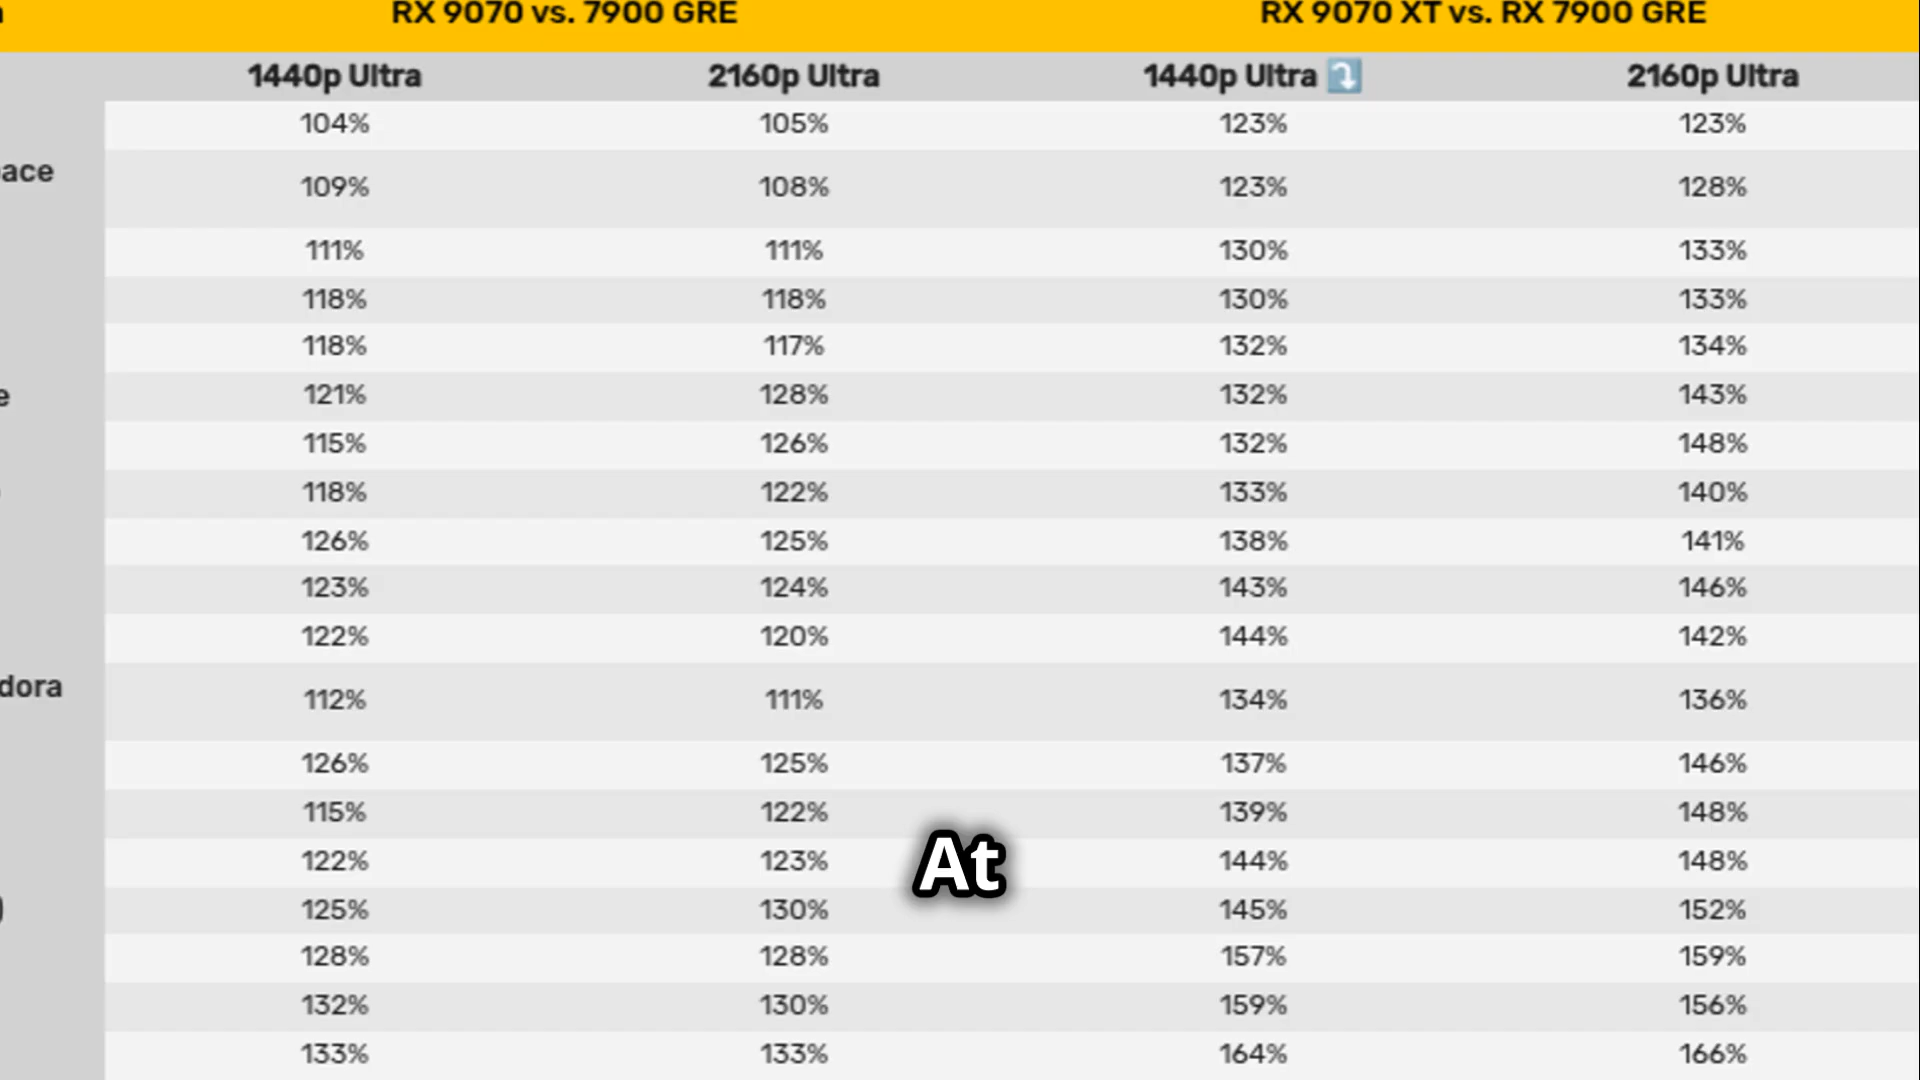 RX 9070 vs. 7900 GRE RX 9070 XT vs. RX 7900 GRE
1440p Ultra 2160p Ultra 1440p Ultra ⤵️ 2160p Ultra
104% 105% 123% 123%
ace 109% 108% 123% 128%
111% 111% 130% 133%
118% 118% 130% 133%
118% 117% 132% 134%
e 121% 128% 132% 143%
115% 126% 132% 148%
118% 122% 133% 140%
126% 125% 138% 141%
123% 124% 143% 146%
122% 120% 144% 142%
dora 112% 111% 134% 136%
126% 125% 137% 146%
115% 122% 139% 148%
At
122% 123% 144% 148%
125% 130% 145% 152%
128% 128% 157% 159%
132% 130% 159% 156%
133% 133% 164% 166%